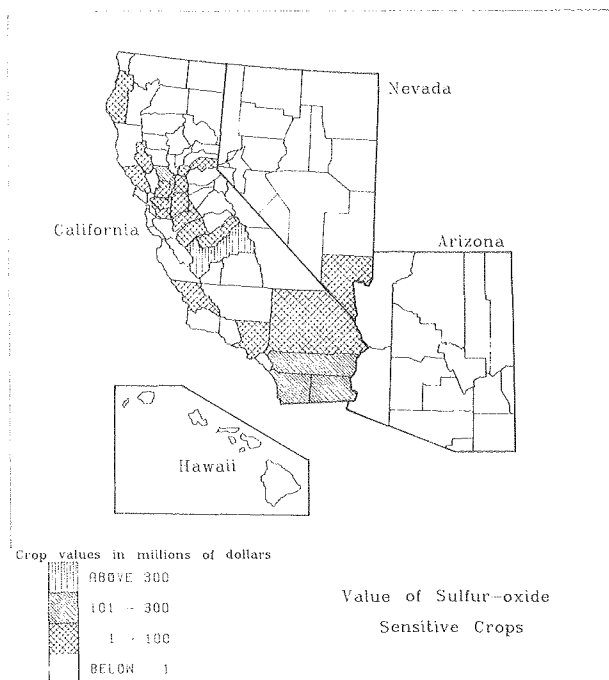 Nevada
California
Arizona
Hawaii
Crop values in millions of dollars
ABOVE 300
101 - 300
1 - 100
BELOW 1
Value of Sulfur-oxide
Sensitive Crops